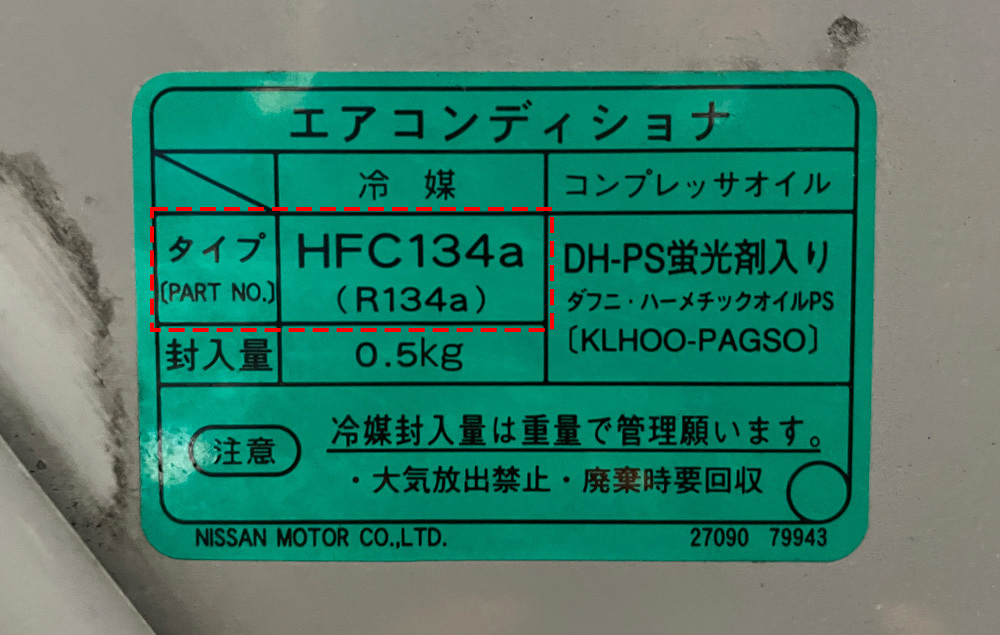 エアコンディショナ
冷媒 コンプレッサオイル
タイプ
〔PART NO.〕
HFC134a
(R134a)
DH-PS蛍光剤入り
ダフニ・ハーメチックオイルPS
〔KLHOO-PAGSO〕
封入量 0.5kg
注意
冷媒封入量は重量で管理願います。
・大気放出禁止・廃棄時要回収
NISSAN MOTOR CO.,LTD. 27090 79943